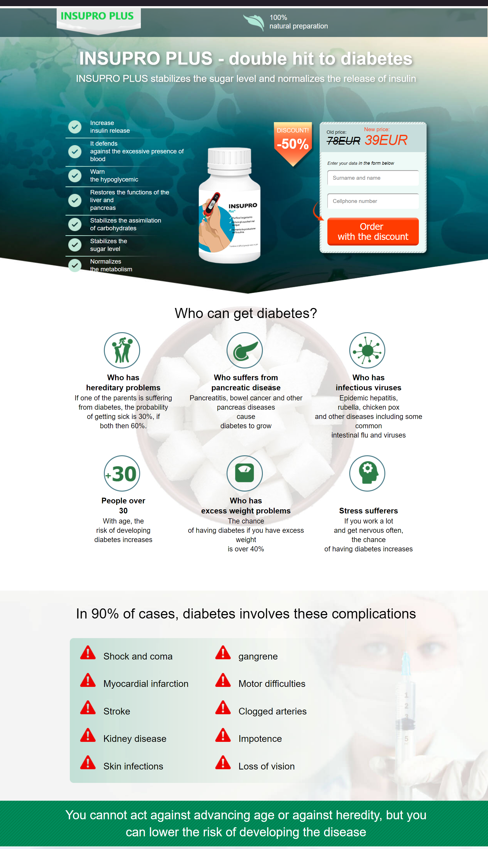 INSUPRO PLUS
100%
natural preparation
INSUPRO PLUS - double hit to diabetes
INSUPRO PLUS stabilizes the sugar level and normalizes the release of insulin
Increase
insulin release
It defends
against the excessive presence of
blood
Warn
the hypoglycemic
Restores the functions of the
liver and
pancreas
Stabilizes the assimilation
of carbohydrates
Stabilizes the
sugar level
Normalizes
the metabolism
INSUPRO
Plus
DISCOUNT:
-50%
Old price:
78EUR
New price:
39EUR
Enter your data in the form below
Surname and name
Cellphone number
Order
with the discount
Who can get diabetes?
Who has
hereditary problems
If one of the parents is suffering
from diabetes, the probability
of getting sick is 30%, if
both then 60%.
Who suffers from
pancreatic disease
Pancreatitis, bowel cancer and other
pancreas diseases
cause
diabetes to grow
Who has
infectious viruses
Epidemic hepatitis,
rubella, chicken pox
and other diseases including some
common
intestinal flu and viruses
+30
People over
30
With age, the
risk of developing
diabetes increases
Who has
excess weight problems
The chance
of having diabetes if you have excess
weight
is over 40%
Stress sufferers
If you work a lot
and get nervous often,
the chance
of having diabetes increases
In 90% of cases, diabetes involves these complications
Shock and coma
gangrene
Myocardial infarction
Motor difficulties
Stroke
Clogged arteries
Kidney disease
Impotence
Skin infections
Loss of vision
You cannot act against advancing age or against heredity, but you
can lower the risk of developing the disease